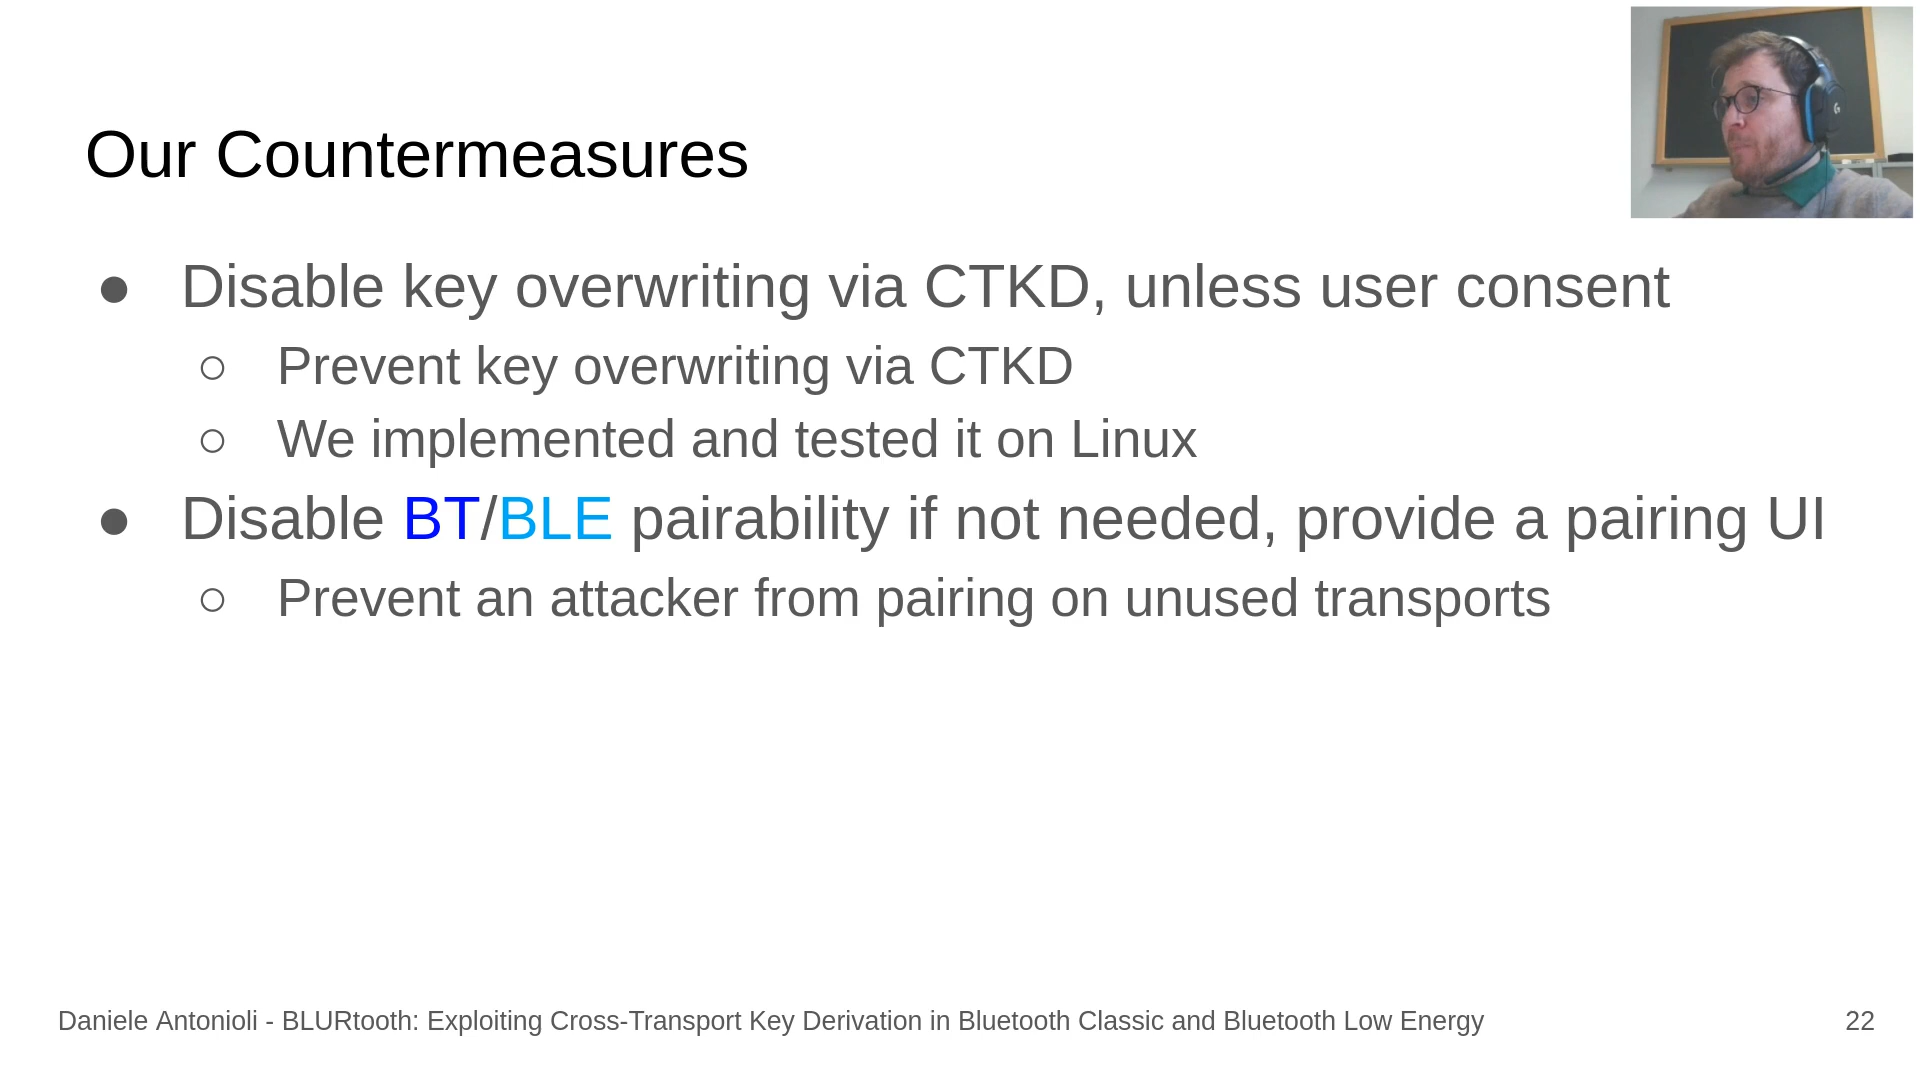 Our Countermeasures
● Disable key overwriting via CTKD, unless user consent
○ Prevent key overwriting via CTKD
○ We implemented and tested it on Linux
● Disable BT/BLE pairability if not needed, provide a pairing UI
○ Prevent an attacker from pairing on unused transports
Daniele Antonioli - BLURtooth: Exploiting Cross-Transport Key Derivation in Bluetooth Classic and Bluetooth Low Energy 22